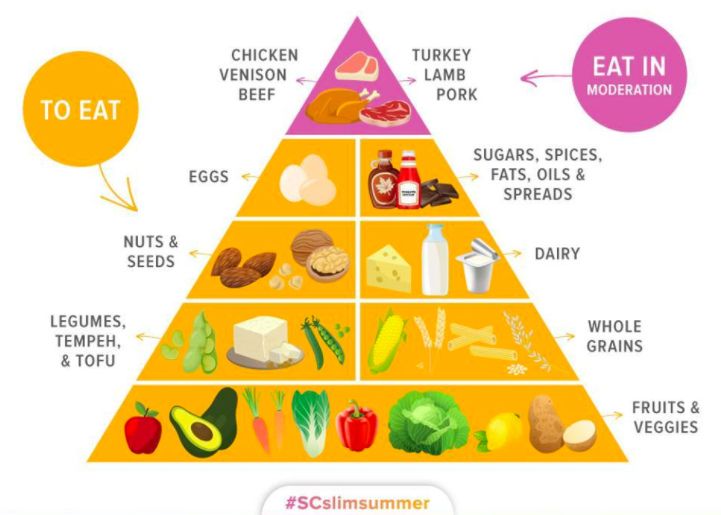 CHICKEN
VENISON
BEEF
TURKEY
LAMB
PORK
EAT IN
MODERATION
TO EAT
EGGS
SUGARS, SPICES,
FATS, OILS &
SPREADS
NUTS &
SEEDS
DAIRY
LEGUMES,
TEMPEH,
& TOFU
WHOLE
GRAINS
FRUITS &
VEGGIES
#SCslimsummer